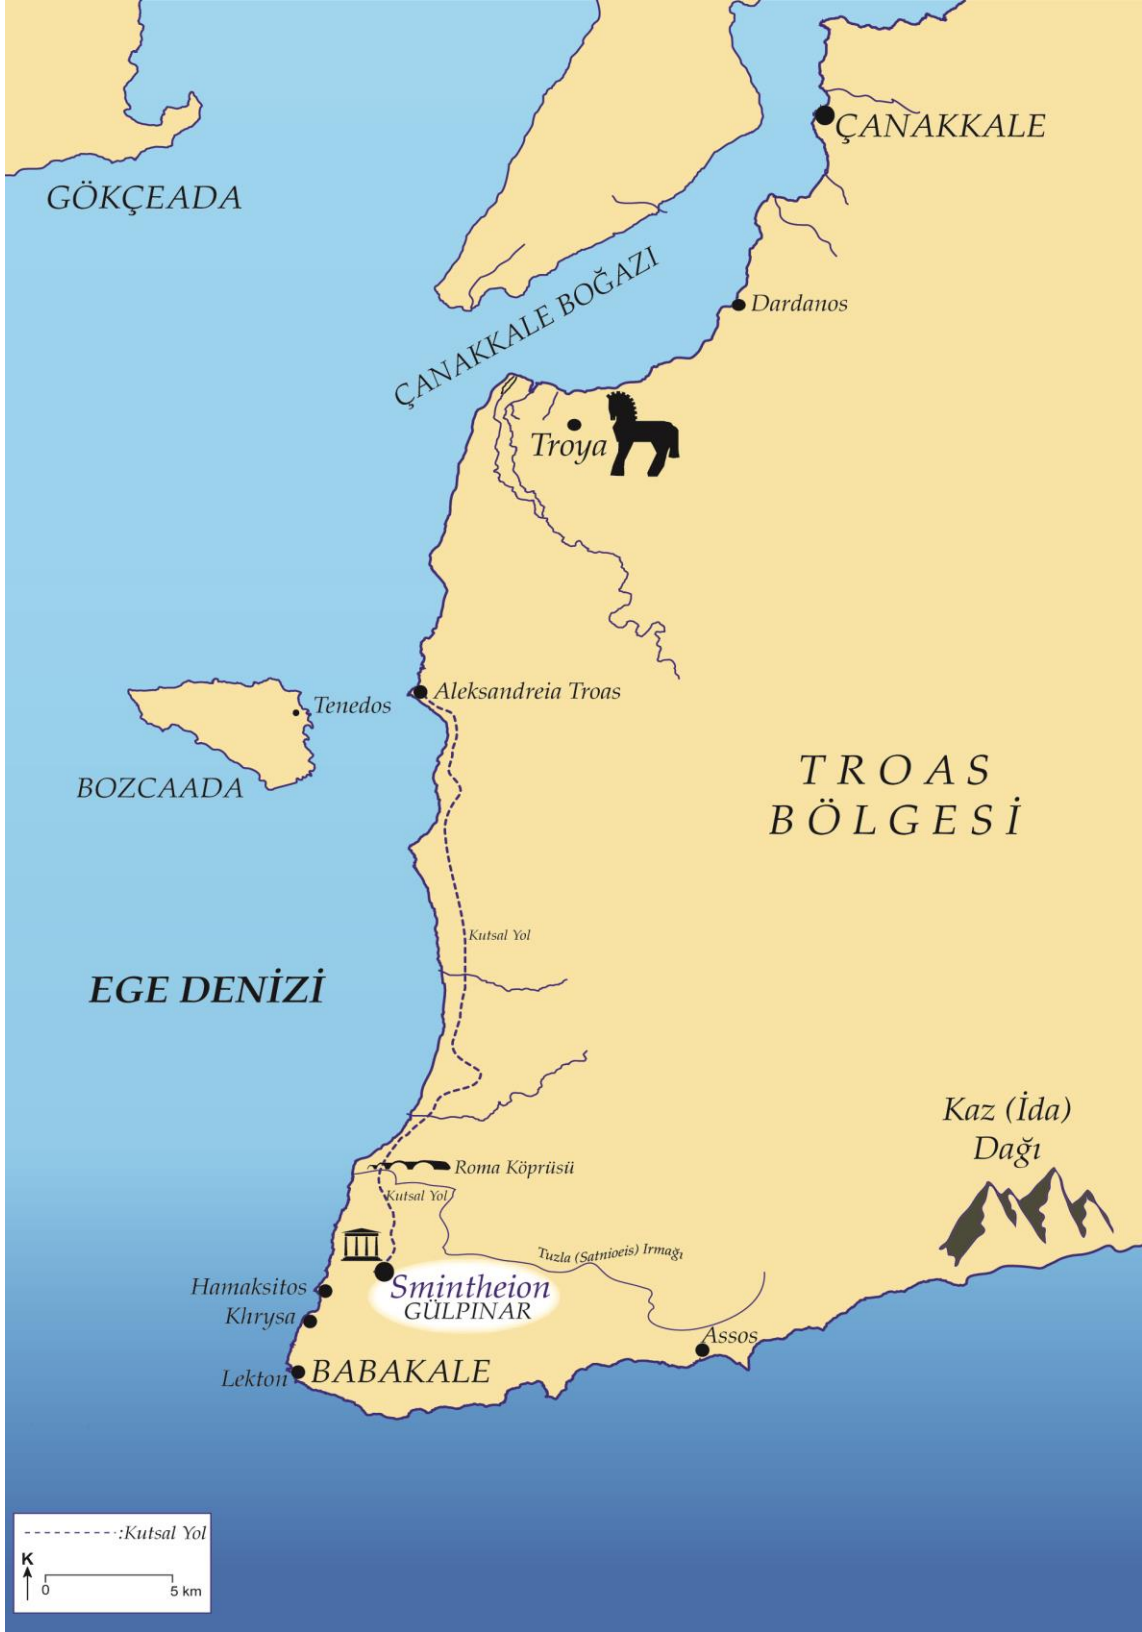 ÇANAKKALE
GÖKÇEADA
ÇANAKKALE BOĞAZI
Dardanos
Troya
Aleksandreia Troas
Tenedos
BOZCAADA
TROAS
BÖLGESİ
Kutsal Yol
EGE DENİZİ
Kaz (İda)
Dağı
Roma Köprüsü
Kutsal Yol
Tuzla (Satnioeis) Irmağı
Hamaksitos
Smintheion
GÜLPINAR
Khrysa
Assos
Lekton
BABAKALE
:Kutsal Yol
K
0 5 km